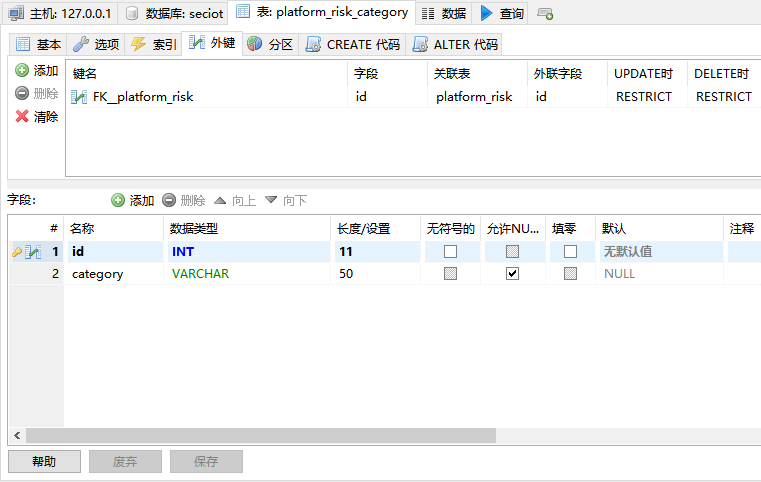 主机: 127.0.0.1 数据库: seciot 表: platform_risk_category 数据 查询
基本 选项 索引 外键 分区 CREATE 代码 ALTER 代码
添加 键名 字段 关联表 外联字段 UPDATE时 DELETE时
删除 FK__platform_risk id platform_risk id RESTRICT RESTRICT
清除
字段: 添加 删除 向上 向下
# 名称 数据类型 长度/设置 无符号的 允许NU... 填零 默认 注释
1 id INT 11 无默认值
2 category VARCHAR 50 NULL
帮助 废弃 保存